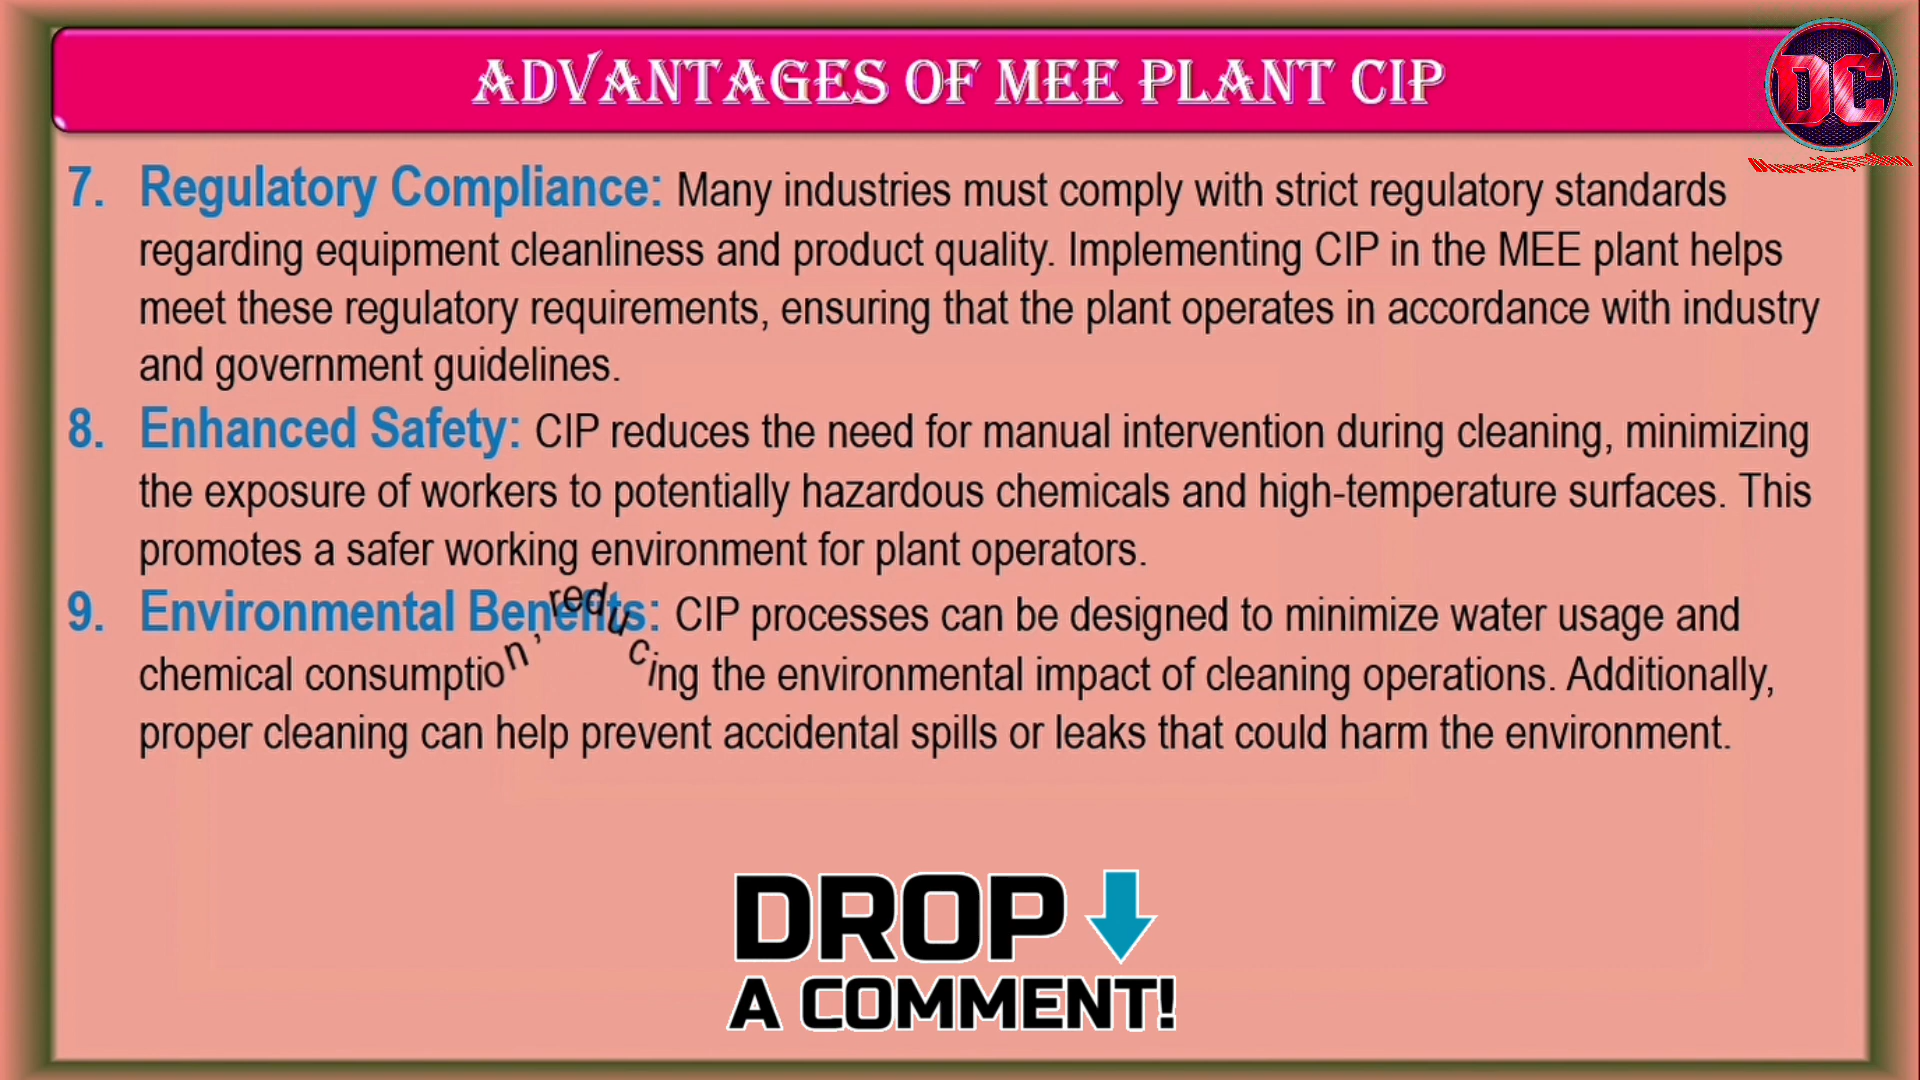 ADVANTAGES OF MEE PLANT CIP
DC
7. Regulatory Compliance: Many industries must comply with strict regulatory standards
regarding equipment cleanliness and product quality. Implementing CIP in the MEE plant helps
meet these regulatory requirements, ensuring that the plant operates in accordance with industry
and government guidelines.
8. Enhanced Safety: CIP reduces the need for manual intervention during cleaning, minimizing
the exposure of workers to potentially hazardous chemicals and high-temperature surfaces. This
promotes a safer working environment for plant operators.
9. Environmental Benefits: CIP processes can be designed to minimize water usage and
chemical consumption, reducing the environmental impact of cleaning operations. Additionally,
proper cleaning can help prevent accidental spills or leaks that could harm the environment.
DROP
A COMMENT!